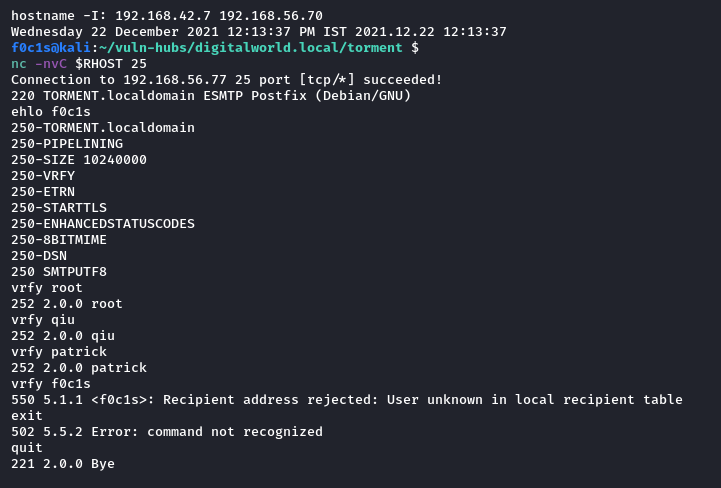 hostname -I: 192.168.42.7 192.168.56.70
Wednesday 22 December 2021 12:13:37 PM IST 2021.12.22 12:13:37
f0c1s@kali:~/vuln-hubs/digitalworld.local/torment $
nc -nvC $RHOST 25
Connection to 192.168.56.77 25 port [tcp/*] succeeded!
220 TORMENT.localdomain ESMTP Postfix (Debian/GNU)
ehlo f0c1s
250-TORMENT.localdomain
250-PIPELINING
250-SIZE 10240000
250-VRFY
250-ETRN
250-STARTTLS
250-ENHANCEDSTATUSCODES
250-8BITMIME
250-DSN
250 SMTPUTF8
vrfy root
252 2.0.0 root
vrfy qiu
252 2.0.0 qiu
vrfy patrick
252 2.0.0 patrick
vrfy f0c1s
550 5.1.1 <f0c1s>: Recipient address rejected: User unknown in local recipient table
exit
502 5.5.2 Error: command not recognized
quit
221 2.0.0 Bye